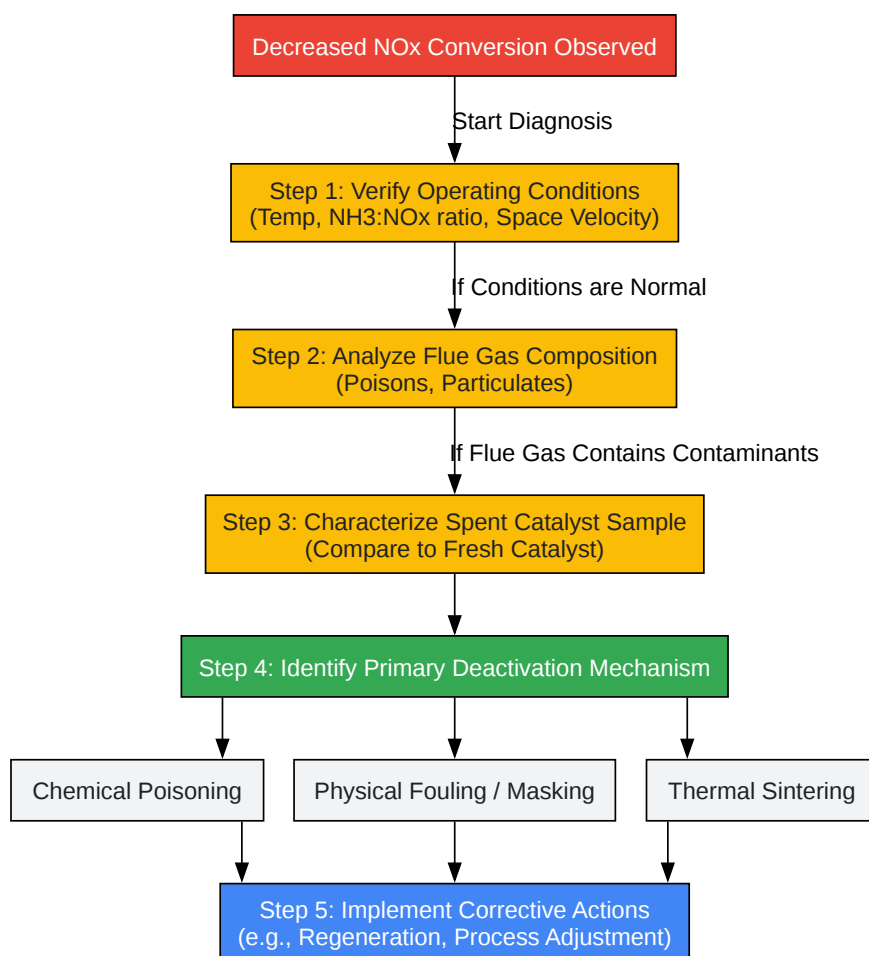 Decreased NOx Conversion Observed
Start Diagnosis
Step 1: Verify Operating Conditions
(Temp, NH3:NOx ratio, Space Velocity)
If Conditions are Normal
Step 2: Analyze Flue Gas Composition
(Poisons, Particulates)
If Flue Gas Contains Contaminants
Step 3: Characterize Spent Catalyst Sample
(Compare to Fresh Catalyst)
Step 4: Identify Primary Deactivation Mechanism
Chemical Poisoning
Physical Fouling / Masking
Thermal Sintering
Step 5: Implement Corrective Actions
(e.g., Regeneration, Process Adjustment)